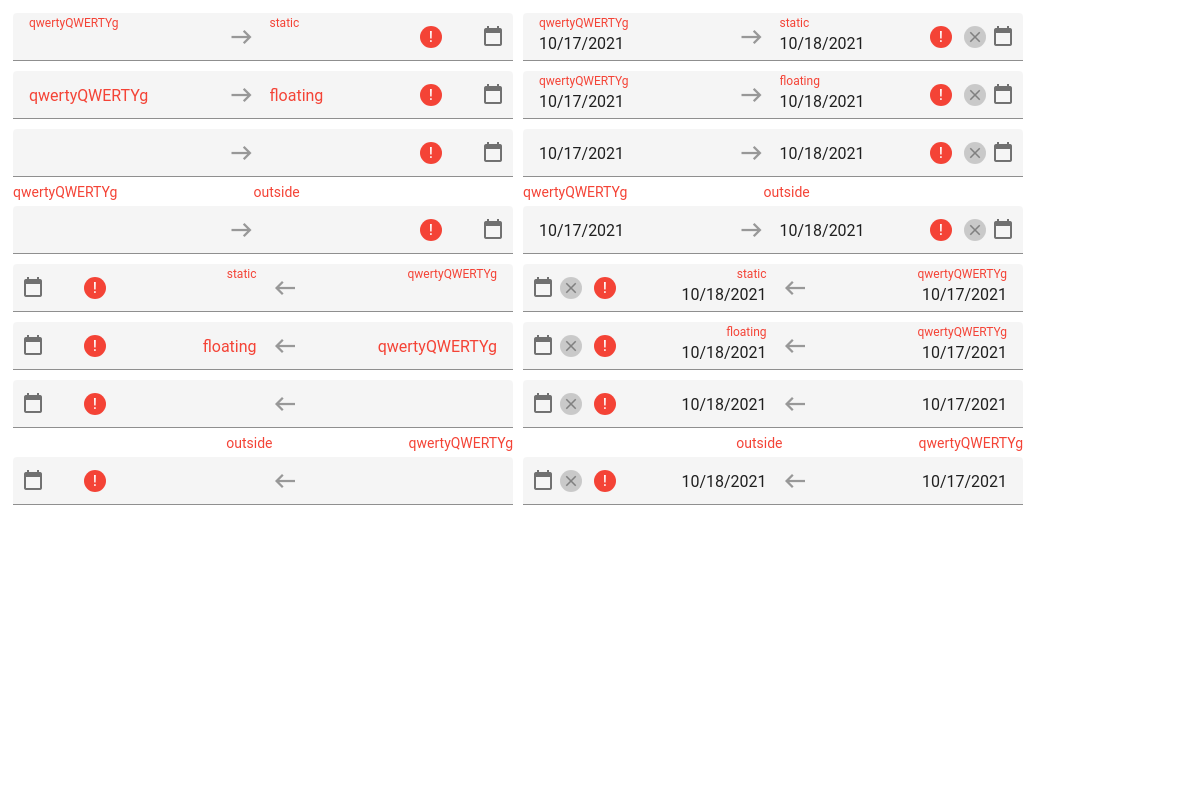 qwertyQWERTYg static qwertyQWERTYg static
10/17/2021 10/18/2021
qwertyQWERTYg floating qwertyQWERTYg floating
10/17/2021 10/18/2021
10/17/2021 10/18/2021
qwertyQWERTYg outside qwertyQWERTYg outside
10/17/2021 10/18/2021
static qwertyQWERTYg static qwertyQWERTYg
10/18/2021 10/17/2021
floating qwertyQWERTYg floating qwertyQWERTYg
10/18/2021 10/17/2021
10/18/2021 10/17/2021
outside qwertyQWERTYg outside qwertyQWERTYg
10/18/2021 10/17/2021